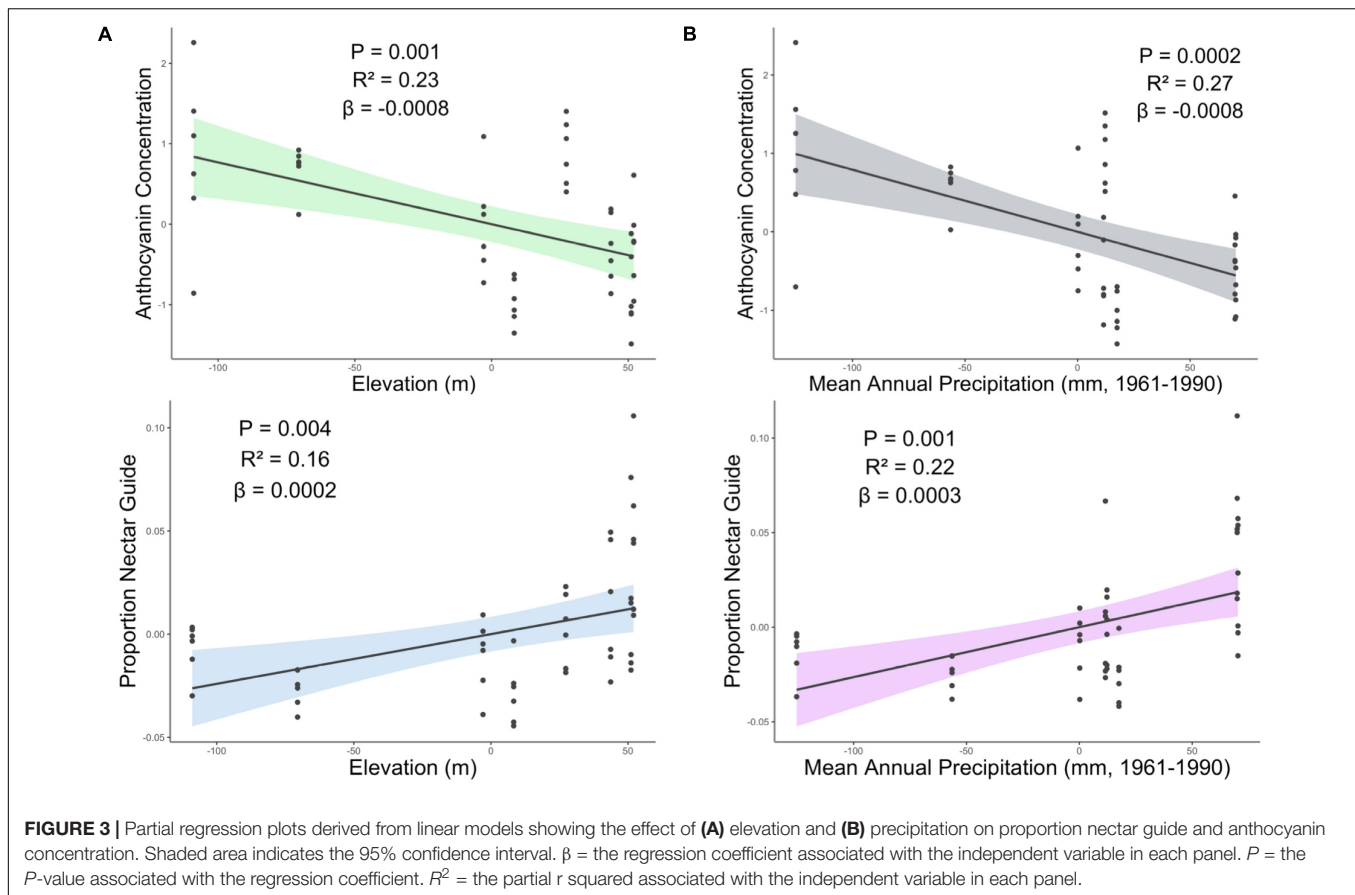 A
P = 0.001
R² = 0.23
β = -0.0008
Anthocyanin Concentration
2
1
0
-1
-100
-50
0
50
Elevation (m)
B
P = 0.0002
R² = 0.27
β = -0.0008
Anthocyanin Concentration
2
1
0
-1
-100
-50
0
50
Mean Annual Precipitation (mm, 1961-1990)
P = 0.004
R² = 0.16
β = 0.0002
Proportion Nectar Guide
0.10
0.05
0.00
-0.05
-100
-50
0
50
Elevation (m)
P = 0.001
R² = 0.22
β = 0.0003
Proportion Nectar Guide
0.10
0.05
0.00
-0.05
-100
-50
0
50
Mean Annual Precipitation (mm, 1961-1990)
FIGURE 3 | Partial regression plots derived from linear models showing the effect of (A) elevation and (B) precipitation on proportion nectar guide and anthocyanin
concentration. Shaded area indicates the 95% confidence interval. β = the regression coefficient associated with the independent variable in each panel. P = the
P-value associated with the regression coefficient. R² = the partial r squared associated with the independent variable in each panel.